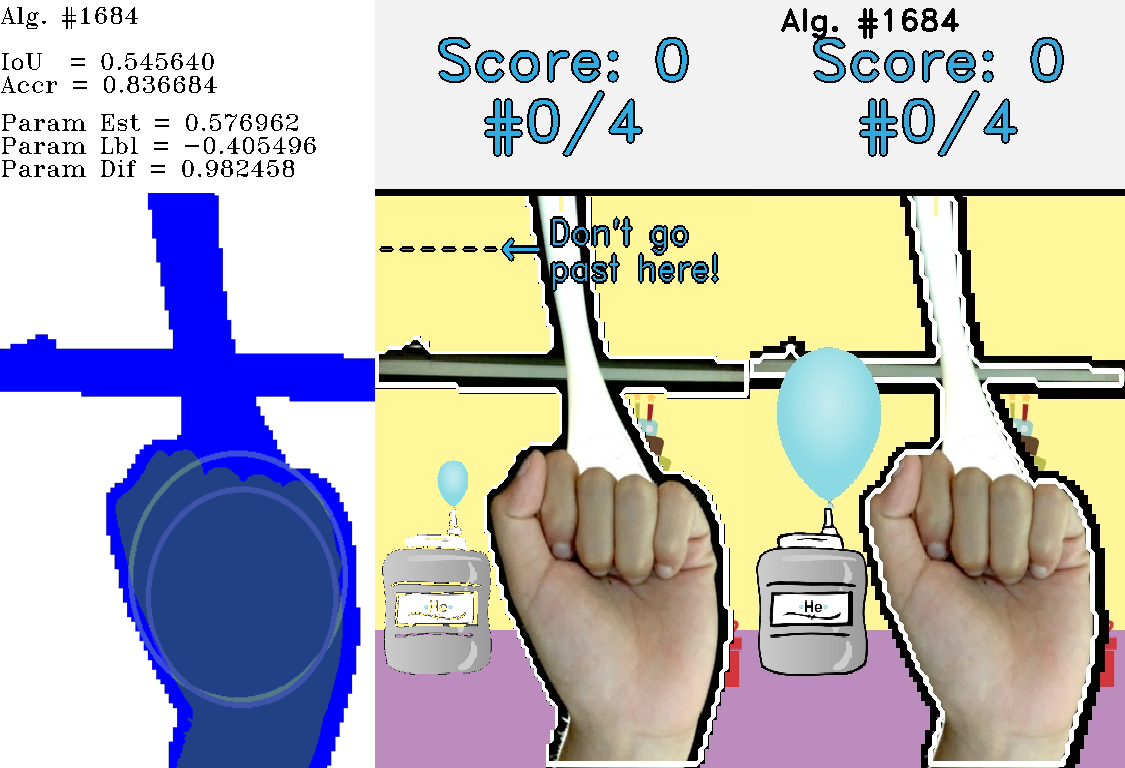 Alg. #1684
IoU = 0.545640
Accr = 0.836684
Param Est = 0.576962
Param Lbl = −0.405496
Param Dif = 0.982458
Score: 0
#0/4
Don't go
past here!
He
Alg. #1684
Score: 0
#0/4
He